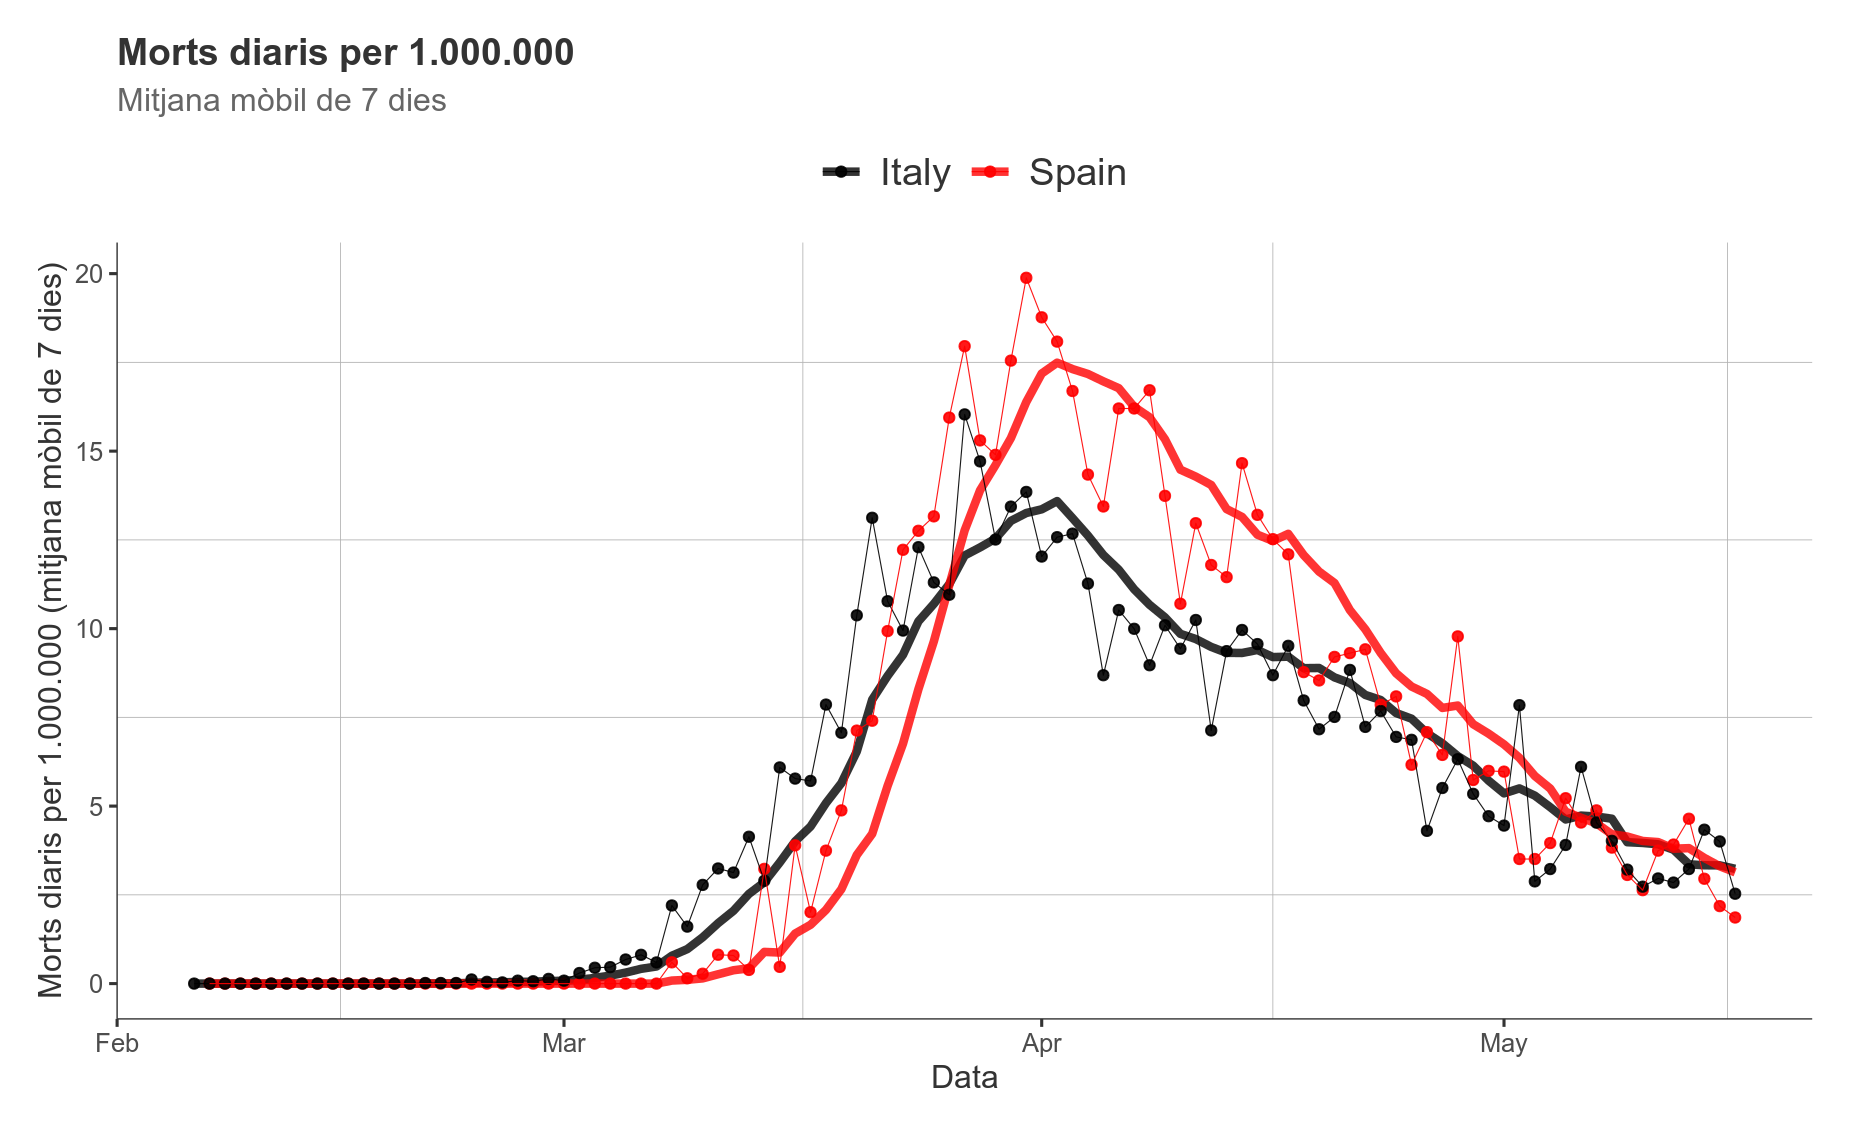 Morts diaris per 1.000.000
Mitjana mòbil de 7 dies
Italy Spain
Morts diaris per 1.000.000 (mitjana mòbil de 7 dies)
20
15
10
5
0
Feb Mar Apr May
Data